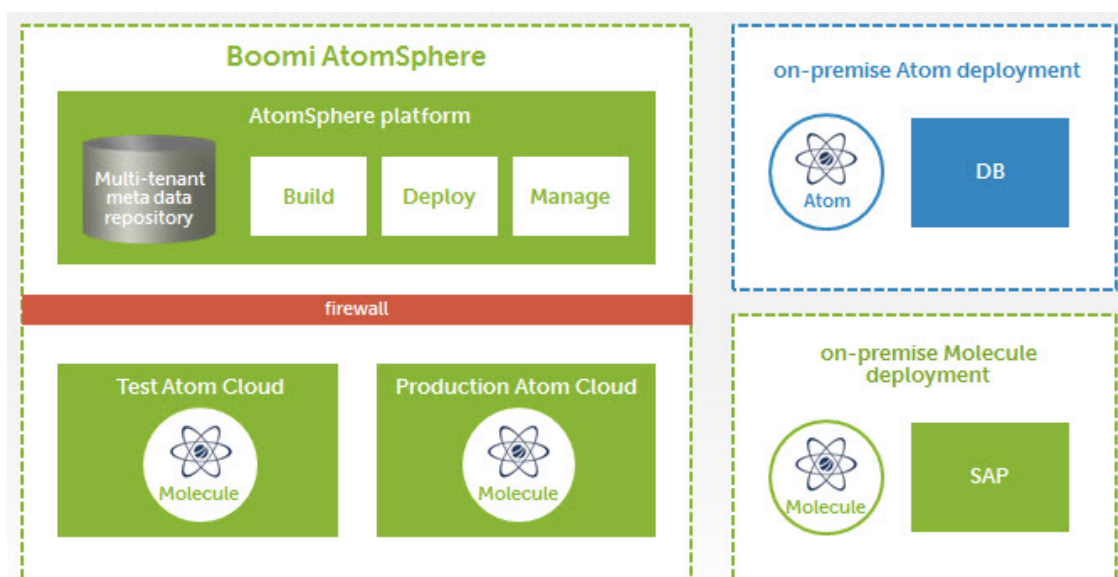 Boomi AtomSphere
AtomSphere platform
Multi-tenant
meta data
repository
Build
Deploy
Manage
firewall
Test Atom Cloud
Molecule
Production Atom Cloud
Molecule
on-premise Atom deployment
Atom
DB
on-premise Molecule
deployment
Molecule
SAP